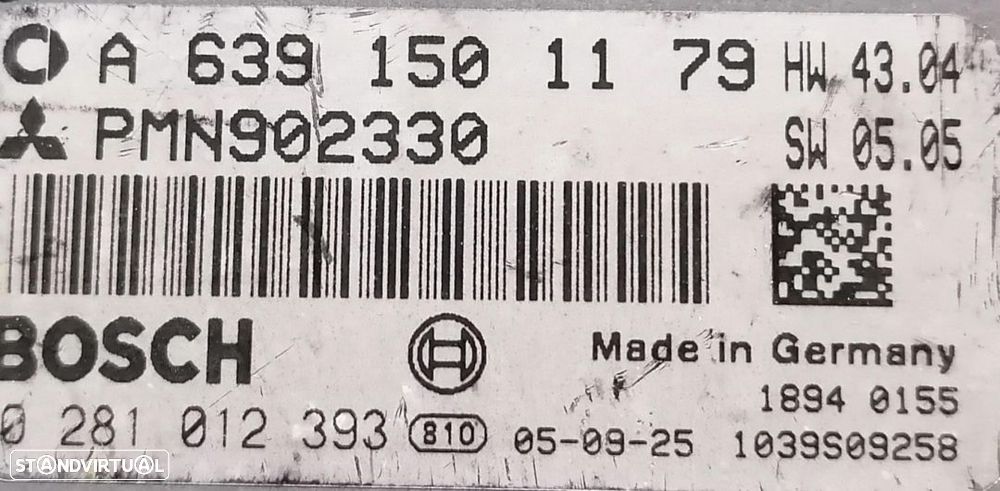 A 639 150 11 79 HW 43.04
PMN902330 SW 05.05
BOSCH
Made in Germany
1894 0155
0 281 012 393 810 05-09-25 1039S09258
STANDVIRTUAL